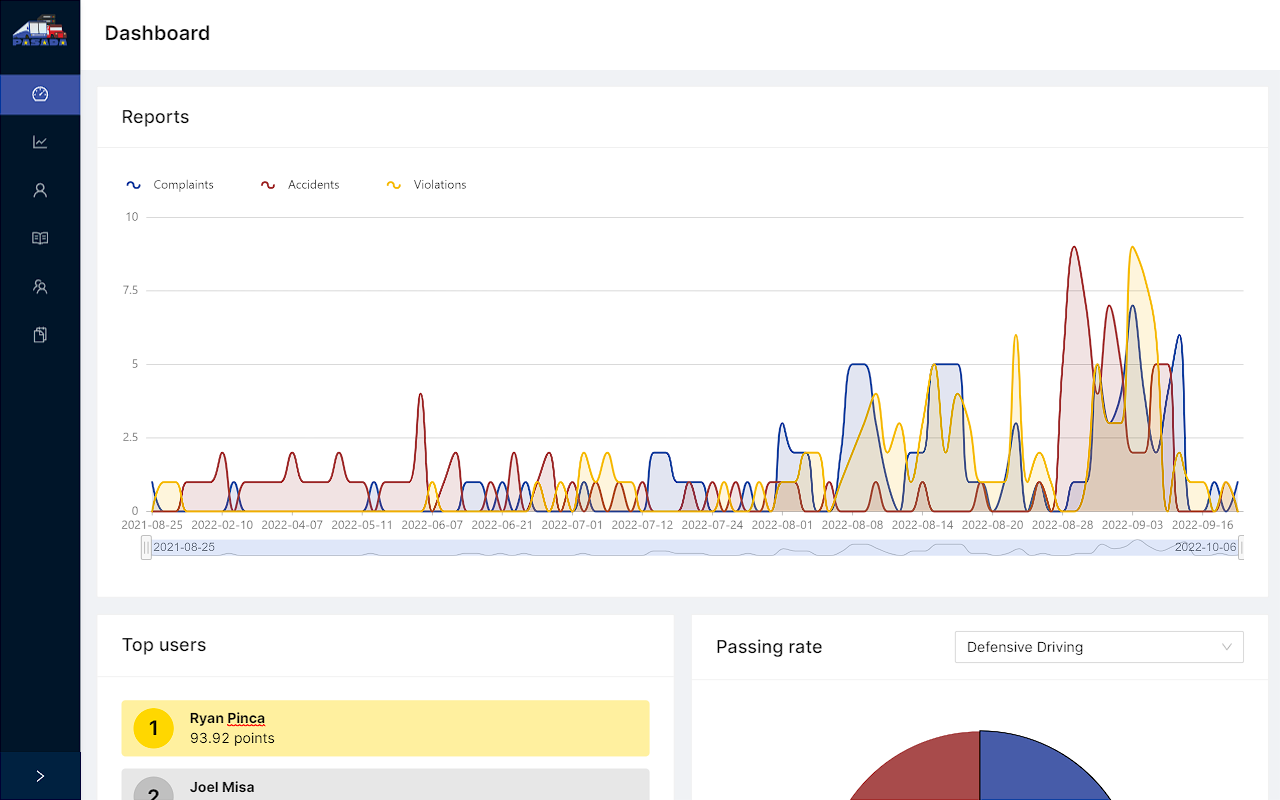 PASADA
Dashboard
Reports
Complaints Accidents Violations
10
7.5
5
2.5
0
2021-08-25 2022-02-10 2022-04-07 2022-05-11 2022-06-07 2022-06-21 2022-07-01 2022-07-12 2022-07-24 2022-08-01 2022-08-08 2022-08-14 2022-08-20 2022-08-28 2022-09-03 2022-09-16
2021-08-25 2022-10-06
Top users
Passing rate Defensive Driving
1 Ryan Pinca
93.92 points
2 Joel Misa